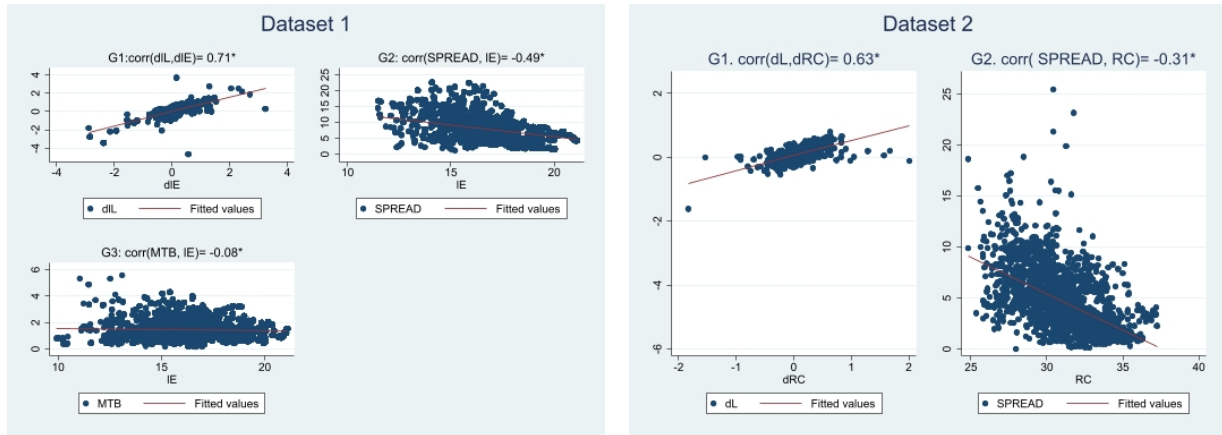 Dataset 1
G1:corr(dIL,dIE)= 0.71*
4
2
0
-2
-4
-4
-2
0
2
4
dIE
dIL
Fitted values
G2: corr(SPREAD, IE)= -0.49*
0 5 10 15 20 25
10
15
20
IE
SPREAD
Fitted values
G3: corr(MTB, IE)= -0.08*
6
4
2
0
10
15
20
IE
MTB
Fitted values
Dataset 2
G1. corr(dL,dRC)= 0.63*
2
0
-2
-4
-6
-2
-1
0
1
2
dRC
dL
Fitted values
G2. corr( SPREAD, RC)= -0.31*
25
20
15
10
5
0
25
30
35
40
RC
SPREAD
Fitted values